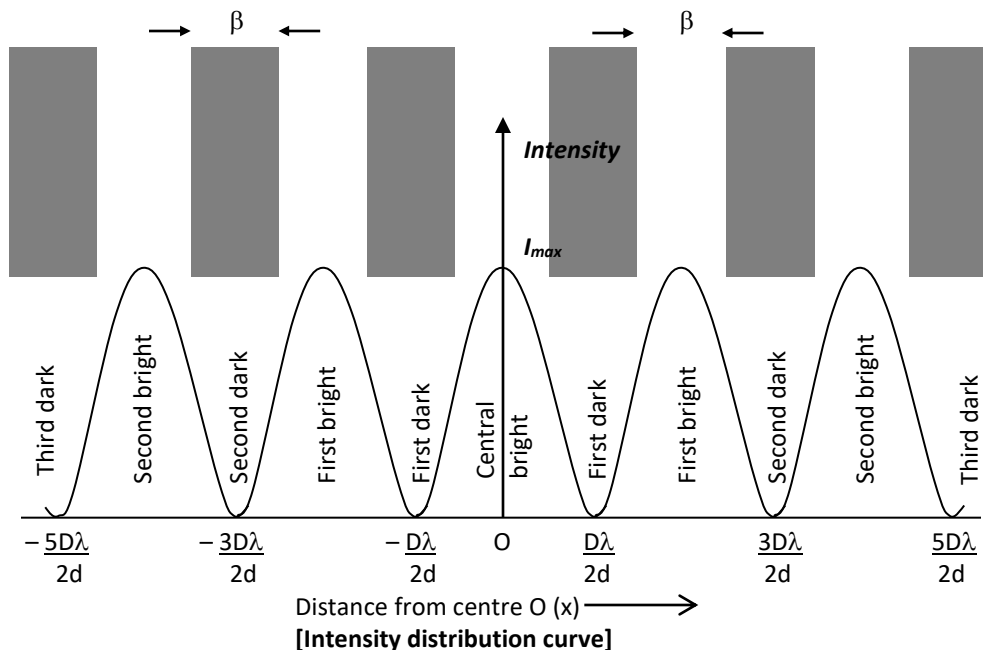 β β
Intensity
I_max
Third dark
Second bright
Second dark
First bright
First dark
Central
bright
First dark
First bright
Second dark
Second bright
Third dark
− 5Dλ/2d − 3Dλ/2d − Dλ/2d O Dλ/2d 3Dλ/2d 5Dλ/2d
Distance from centre O (x)
[Intensity distribution curve]